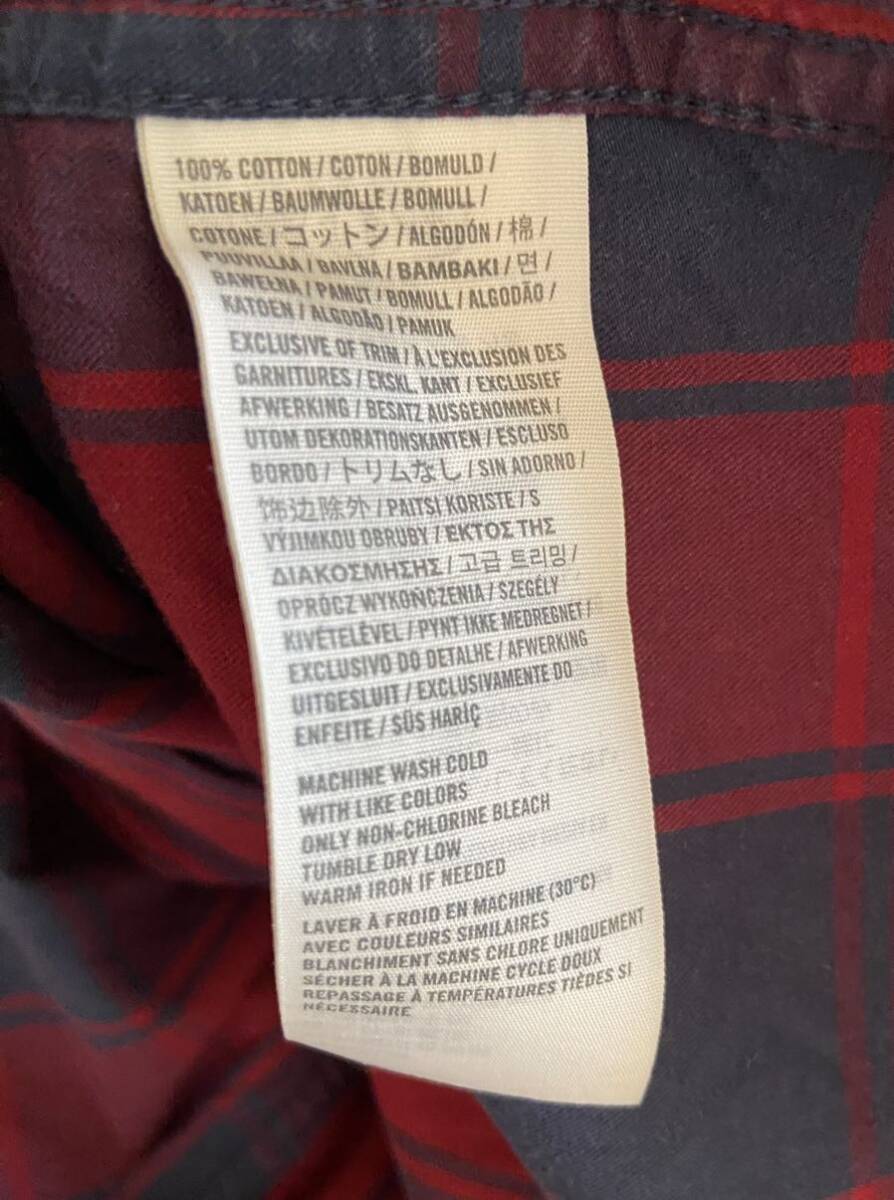 100% COTTON / COTON / BOMULD /
KATOEN / BAUMWOLLE / BOMULL /
COTONE / コットン / ALGODÓN / 棉 /
PUUVILLAA / BAVLNA / BAMBAKI / 면 /
BAWEŁNA / PAMUT / BOMULL / ALGODÃO /
KATOEN / ALGODÃO / PAMUK
EXCLUSIVE OF TRIM / À L'EXCLUSION DES
GARNITURES / EKSKL. KANT / EXCLUSIEF
AFWERKING / BESATZ AUSGENOMMEN /
UTOM DEKORATIONSKANTEN / ESCLUSO
BORDO / トリムなし / SIN ADORNO /
饰边除外 / PAITSI KORISTE / S
VÝJIMKOU OBRUBY / ΕΚΤΟΣ ΤΗΣ
ΔΙΑΚΟΣΜΗΣΗΣ / 고급 트리밍 /
OPRÓCZ WYKOŃCZENIA / SZEGÉLY
KIVÉTELÉVEL / PYNT IKKE MEDREGNET /
EXCLUSIVO DO DETALHE / AFWERKING
UITGESLUIT / EXCLUSIVAMENTE DO
ENFEITE / SÜS HARİÇ
MACHINE WASH COLD
WITH LIKE COLORS
ONLY NON-CHLORINE BLEACH
TUMBLE DRY LOW
WARM IRON IF NEEDED
LAVER À FROID EN MACHINE (30°C)
AVEC COULEURS SIMILAIRES
BLANCHIMENT SANS CHLORE UNIQUEMENT
SÉCHER À LA MACHINE CYCLE DOUX
REPASSAGE À TEMPÉRATURES TIÈDES SI
NÉCESSAIRE